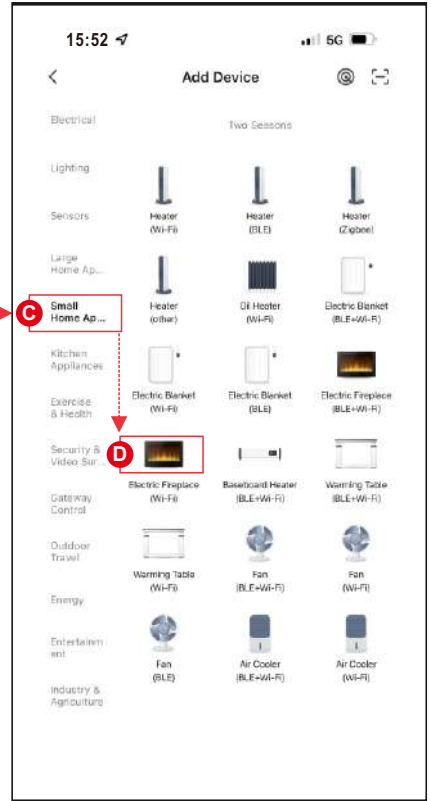 15:52
5G
Add Device
Electrical
Two Seasons
Lighting
Sensors
Heater
(Wi-Fi)
Heater
(BLE)
Heater
(Zigbee)
Large
Home Ap...
C
Small
Home Ap...
Heater
(other)
Oil Heater
(Wi-Fi)
Electric Blanket
(BLE+Wi-Fi)
Kitchen
Appliances
Exercise
& Health
Electric Blanket
(Wi-Fi)
Electric Blanket
(BLE)
Electric Fireplace
(BLE+Wi-Fi)
Security &
Video Sur...
D
Gateway
Control
Electric Fireplace
(Wi-Fi)
Baseboard Heater
(BLE+Wi-Fi)
Warming Table
(BLE+Wi-Fi)
Outdoor
Travel
Energy
Warming Table
(Wi-Fi)
Fan
(BLE+Wi-Fi)
Fan
(Wi-Fi)
Entertainm
ent
Fan
(BLE)
Air Cooler
(BLE+Wi-Fi)
Air Cooler
(Wi-Fi)
Industry &
Agriculture